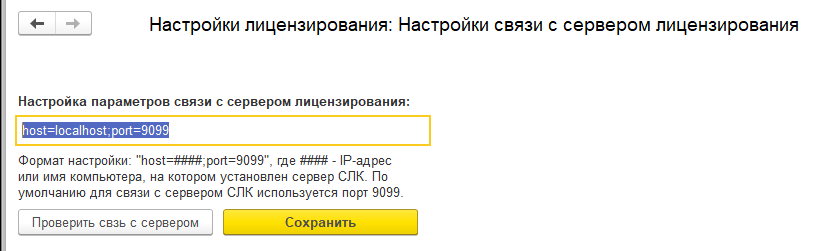 Настройки лицензирования: Настройки связи с сервером лицензирования
Настройка параметров связи с сервером лицензирования:
host=localhost;port=9099
Формат настройки: "host=####;port=9099", где #### - IP-адрес
или имя компьютера, на котором установлен сервер СЛК. По
умолчанию для связи с сервером СЛК используется порт 9099.
Проверить свзь с сервером Сохранить